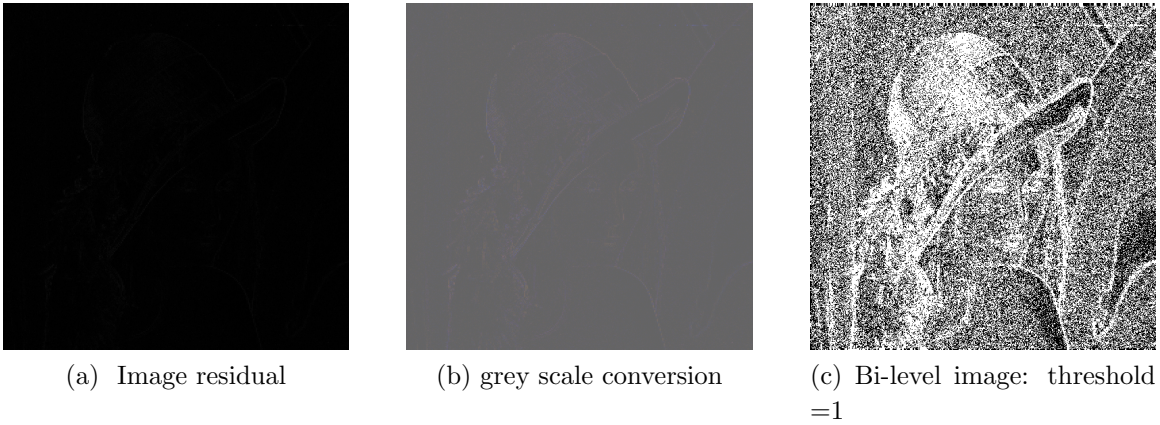 (a) Image residual
(b) grey scale conversion
(c) Bi-level image: threshold
=1